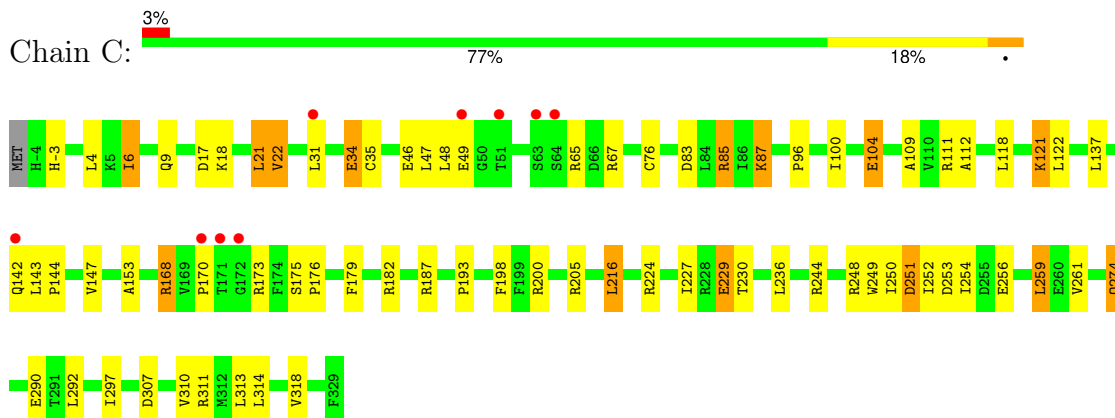 3%
Chain C:
77% 18% •
MET H-4 H-3 L4 K5 I6 Q9 D17 K18 L21 V22 L31 E34 C35 E46 L47 L48 E49 G50 T51 S63 S64 R65 D66 R67 C76 D83 L84 R85 I86 K87 P96 I100 E104 A109 V110 R111 A112 L118 K121 L122 L137
Q142 L143 P144 V147 A153 R168 V169 P170 T171 G172 R173 F174 S175 P176 F179 R182 R187 P193 F198 F199 R200 R205 L216 R224 I227 R228 E229 T230 L236 R244 R248 W249 I250 D251 I252 D253 I254 D255 E256 L259 E260 V261
E290 T291 L292 I297 D307 V310 R311 M312 L313 L314 V318 F329